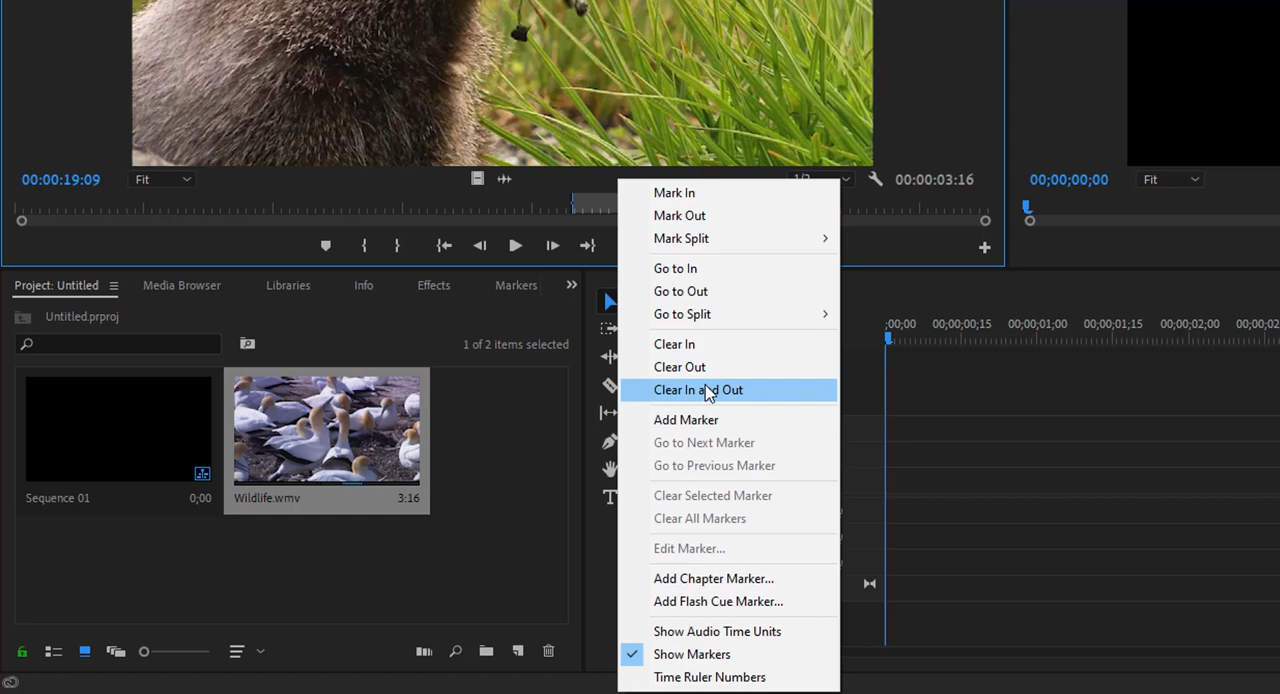 00:00:19:09
Fit
1/2
00:00:03:16
00;00;00;00
Fit
Mark In
Mark Out
Mark Split
Go to In
Go to Out
Go to Split
Clear In
Clear Out
Clear In and Out
Add Marker
Go to Next Marker
Go to Previous Marker
Clear Selected Marker
Clear All Markers
Edit Marker...
Add Chapter Marker...
Add Flash Cue Marker...
Show Audio Time Units
Show Markers
Time Ruler Numbers
Project: Untitled
Media Browser
Libraries
Info
Effects
Markers
Untitled.prproj
1 of 2 items selected
Sequence 01
0;00
Wildlife.wmv
3:16
;00;00
00;00;00;15
00;00;01;00
00;00;01;15
00;00;02;00
00;00;02